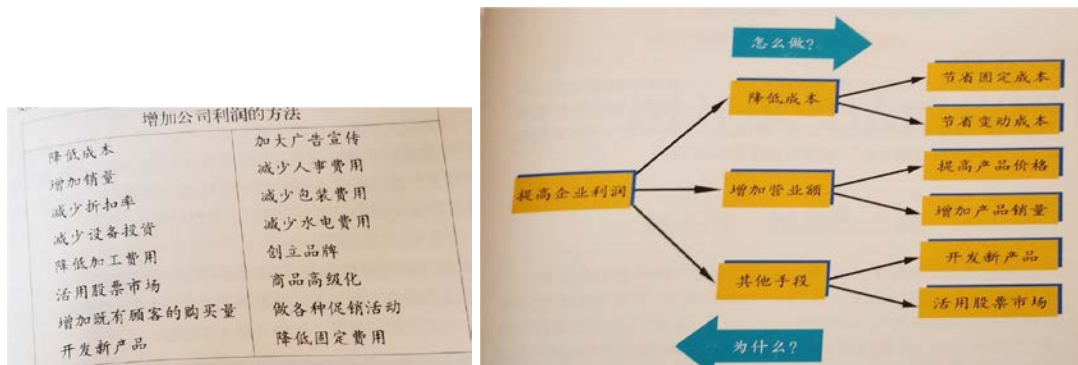 增加公司利润的方法
降低成本
增加销量
减少折扣率
减少设备投资
降低加工费用
活用股票市场
增加既有顾客的购买量
开发新产品
加大广告宣传
减少人事费用
减少包装费用
减少水电费用
创立品牌
商品高级化
做各种促销活动
降低固定费用
怎么做?
提高企业利润
降低成本
节省固定成本
节省变动成本
增加营业额
提高产品价格
增加产品销量
其他手段
开发新产品
活用股票市场
为什么?